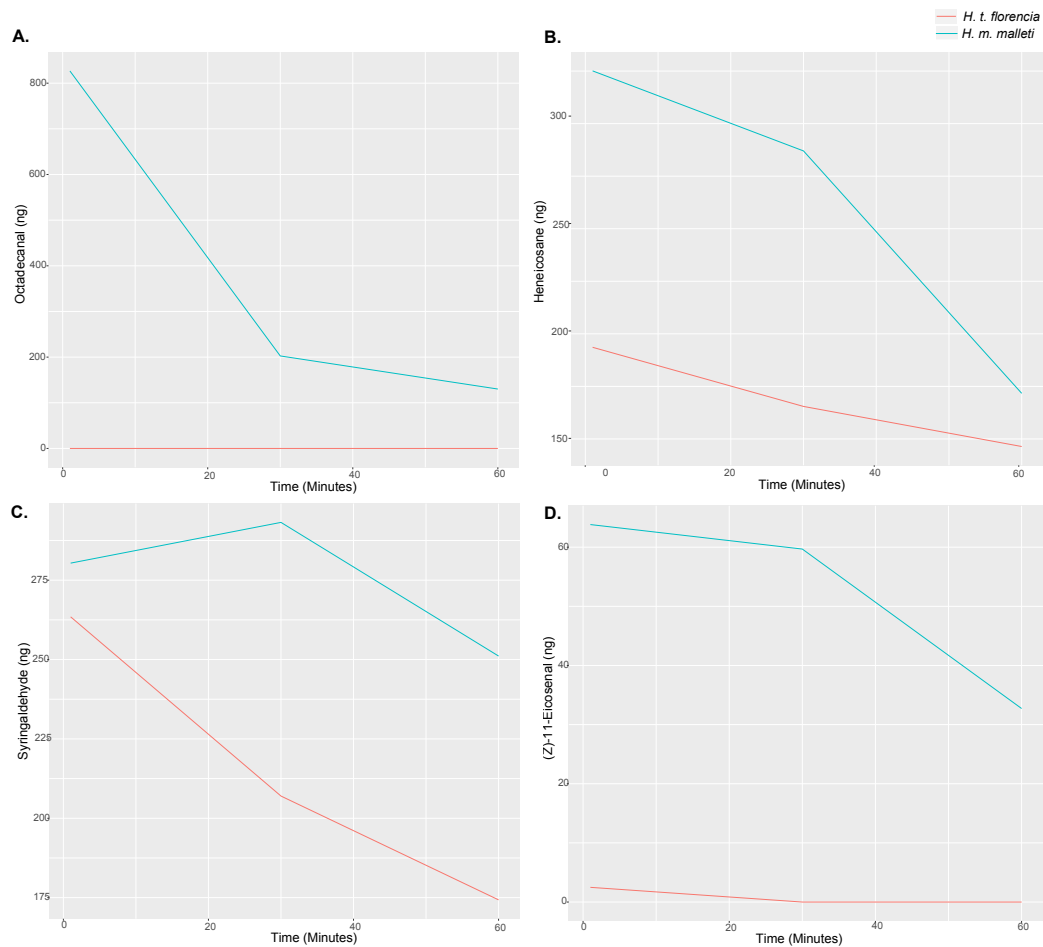 H. t. florencia
H. m. malleti
A.
800
600
400
200
0
Octadecanal (ng)
0 20 40 60
Time (Minutes)
B.
300
250
200
150
Heneicosane (ng)
0 20 40 60
Time (Minutes)
C.
275
250
225
200
175
Syringaldehyde (ng)
0 20 40 60
Time (Minutes)
D.
60
40
20
0
(Z)-11-Eicosenal (ng)
0 20 40 60
Time (Minutes)